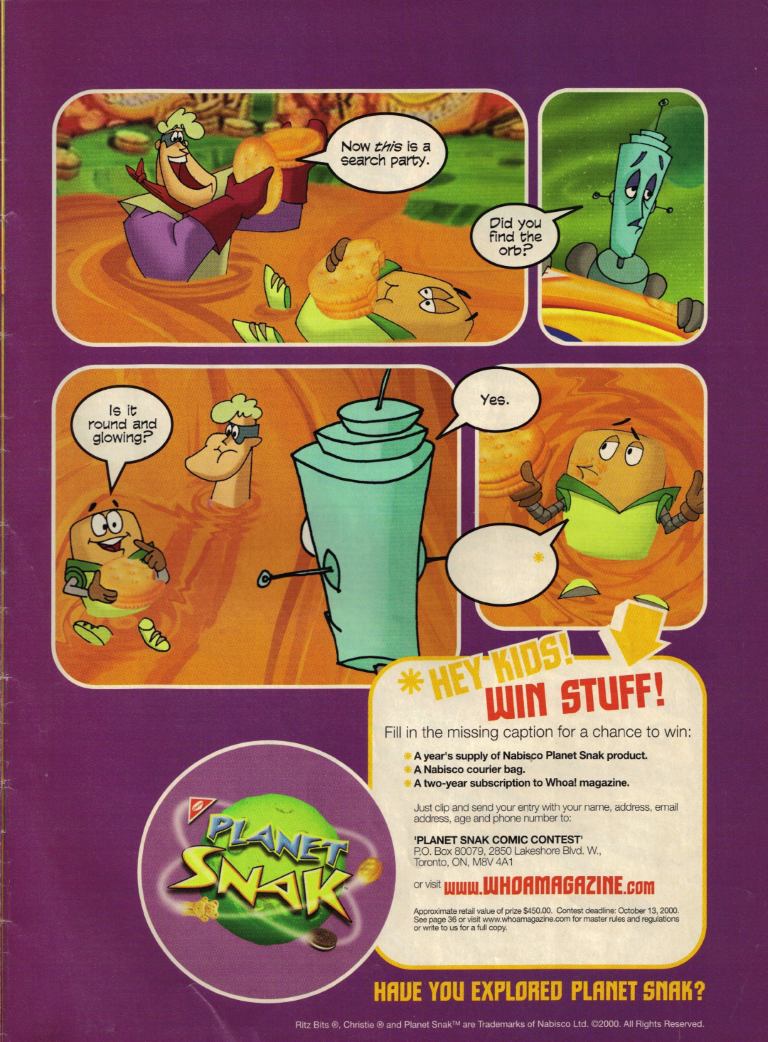 Now this is a
search party.
Did you
find the
orb?
Is it
round and
glowing?
Yes.
*
* HEY KIDS!
WIN STUFF!
Fill in the missing caption for a chance to win:
* A year's supply of Nabisco Planet Snak product.
* A Nabisco courier bag.
* A two-year subscription to Whoa! magazine.
Just clip and send your entry with your name, address, email
address, age and phone number to:
'PLANET SNAK COMIC CONTEST'
P.O. Box 80079, 2850 Lakeshore Blvd. W.,
Toronto, ON, M8V 4A1
or visit www.WHOAMAGAZINE.com
Approximate retail value of prize $450.00. Contest deadline: October 13, 2000.
See page 36 or visit www.whoamagazine.com for master rules and regulations
or write to us for a full copy.
PLANET
SNAK
HAVE YOU EXPLORED PLANET SNAK?
Ritz Bits ®, Christie ® and Planet Snak™ are Trademarks of Nabisco Ltd. ©2000. All Rights Reserved.